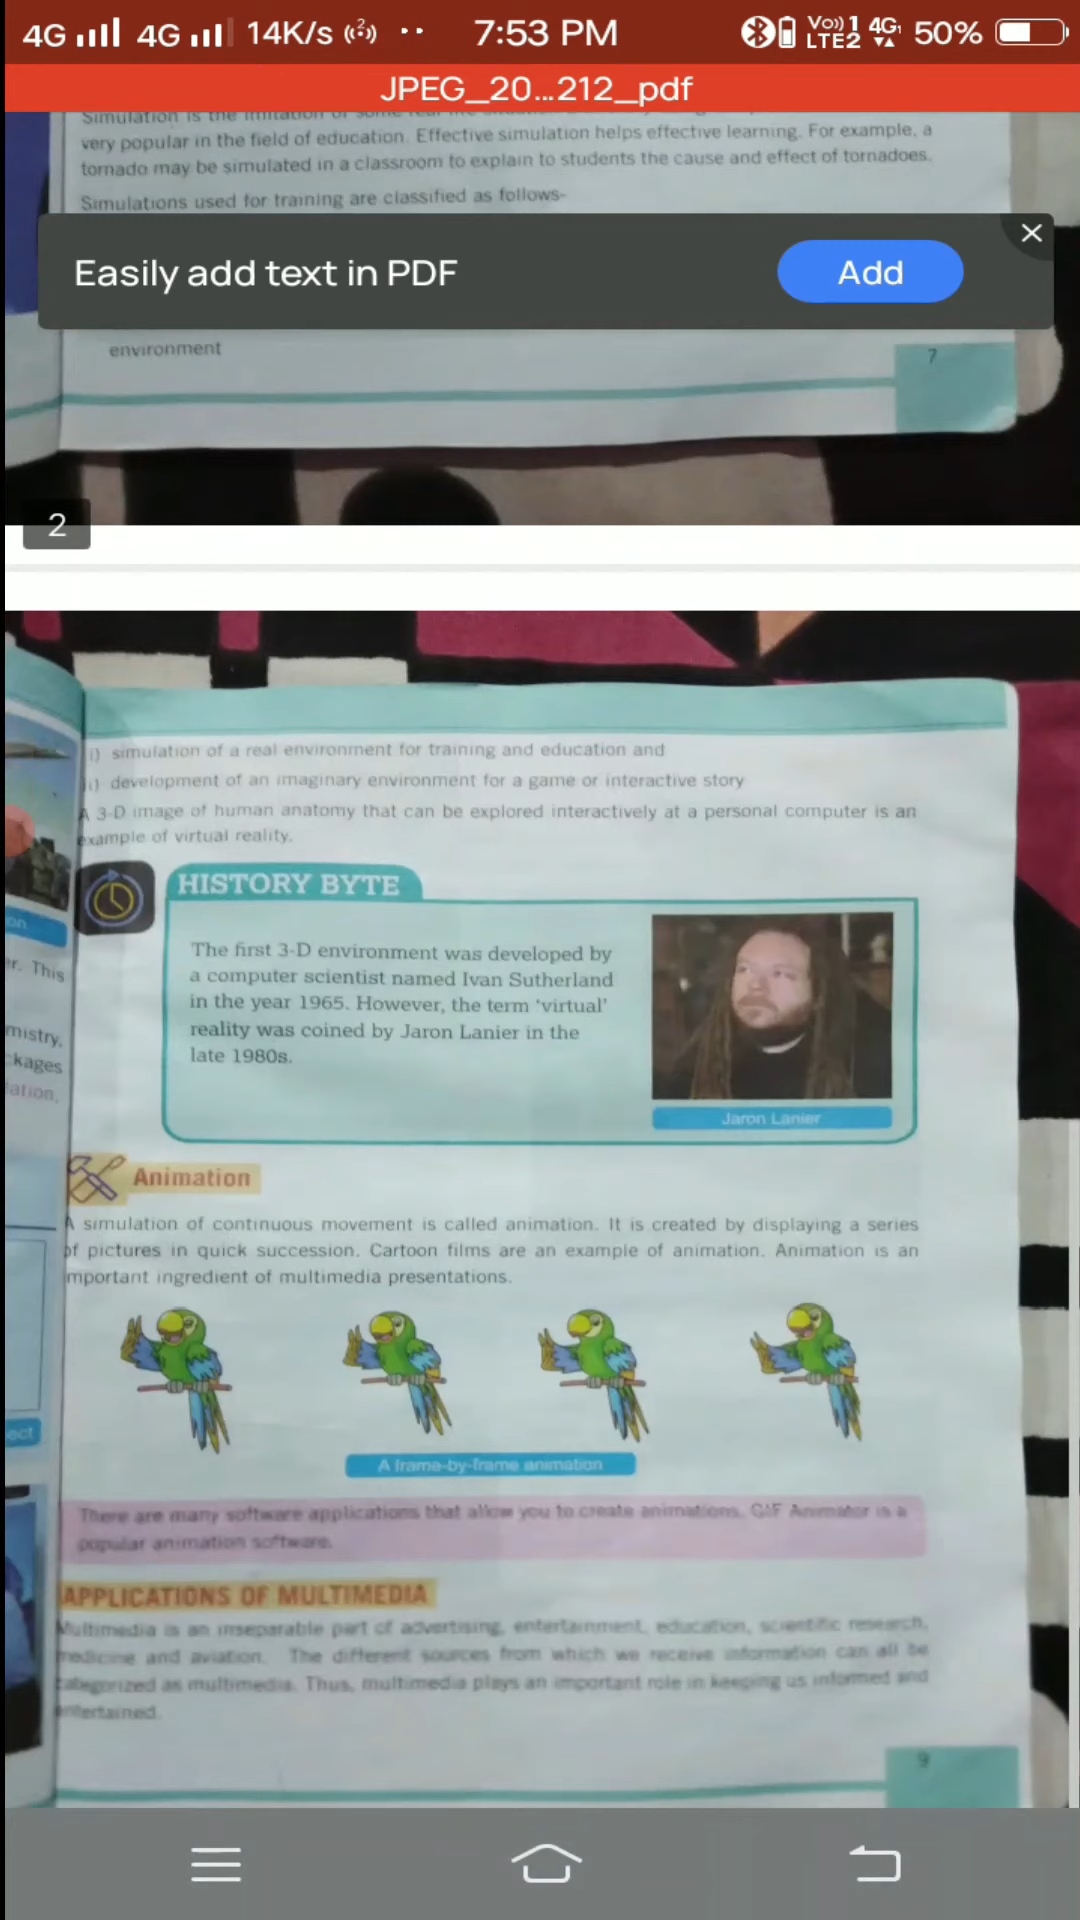 4G 4G 14K/s 7:53 PM Vo)) 1 LTE2 4G 50%
JPEG_20...212_pdf
Simulation is the imitation of some
very popular in the field of education. Effective simulation helps effective learning. For example, a
tornado may be simulated in a classroom to explain to students the cause and effect of tornadoes.
Simulations used for training are classified as follows-
Easily add text in PDF
Add
environment
7
2
i) simulation of a real environment for training and education and
ii) development of an imaginary environment for a game or interactive story
A 3-D image of human anatomy that can be explored interactively at a personal computer is an
example of virtual reality.
HISTORY BYTE
The first 3-D environment was developed by
a computer scientist named Ivan Sutherland
in the year 1965. However, the term 'virtual'
reality was coined by Jaron Lanier in the
late 1980s.
Jaron Lanier
on
er. This
mistry,
ckages
ation,
Animation
A simulation of continuous movement is called animation. It is created by displaying a series
of pictures in quick succession. Cartoon films are an example of animation. Animation is an
mportant ingredient of multimedia presentations.
ect
A frame-by-frame animation
There are many software applications that allow you to create animations. GIF Animator is a
popular animation software.
APPLICATIONS OF MULTIMEDIA
Multimedia is an inseparable part of advertising, entertainment, education, scientific research,
medicine and aviation. The different sources from which we receive information can all be
categorized as multimedia. Thus, multimedia plays an important role in keeping us informed and
entertained.
9